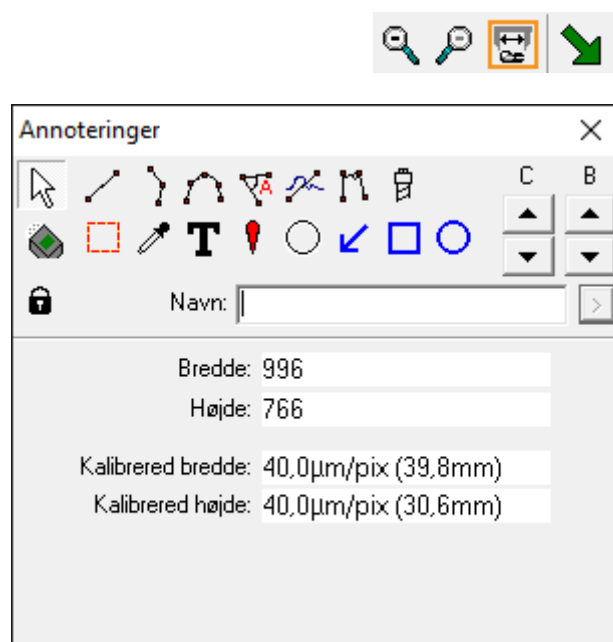 Annoteringer
C B
A
T
Navn:
Bredde: 996
Højde: 766
Kalibrered bredde: 40,0µm/pix (39,8mm)
Kalibrered højde: 40,0µm/pix (30,6mm)